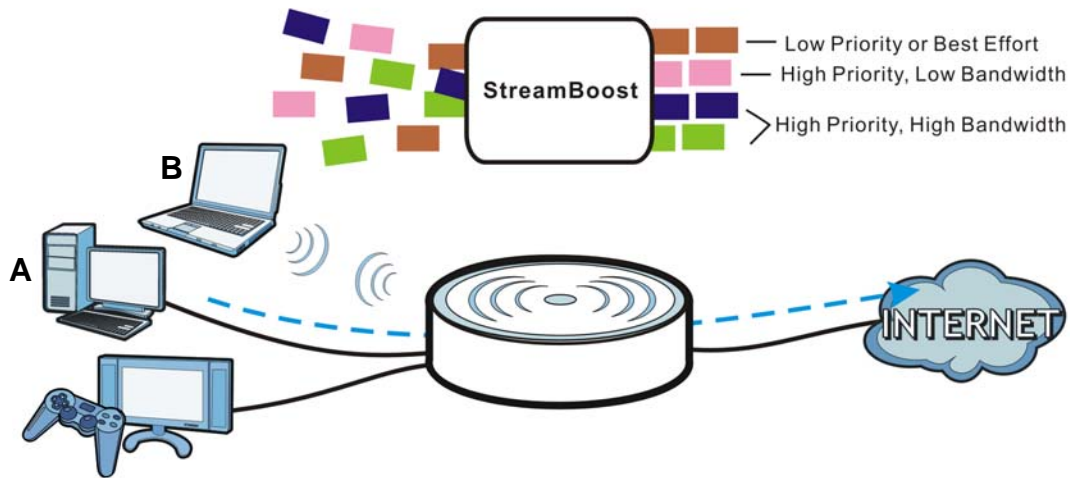 StreamBoost
Low Priority or Best Effort
High Priority, Low Bandwidth
High Priority, High Bandwidth
B
A
INTERNET